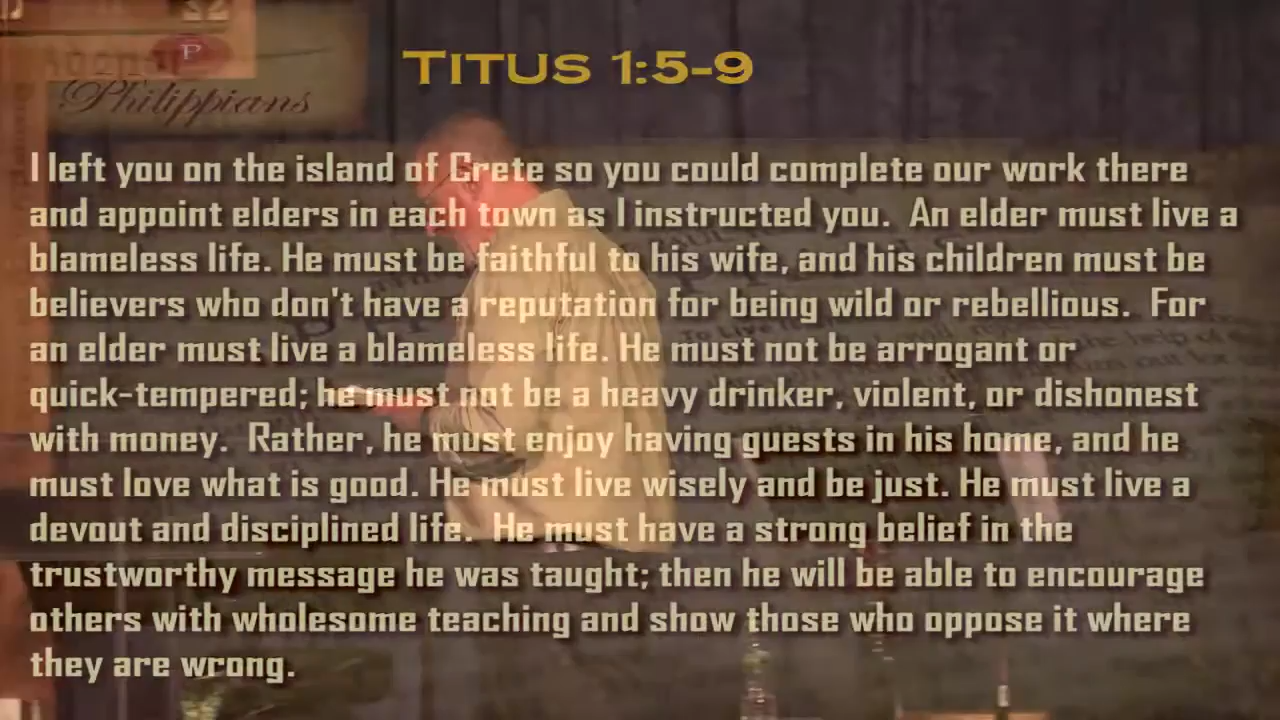 P
Philippians
TITUS 1:5-9
I left you on the island of Crete so you could complete our work there
and appoint elders in each town as I instructed you. An elder must live a
blameless life. He must be faithful to his wife, and his children must be
believers who don't have a reputation for being wild or rebellious. For
an elder must live a blameless life. He must not be arrogant or
quick-tempered; he must not be a heavy drinker, violent, or dishonest
with money. Rather, he must enjoy having guests in his home, and he
must love what is good. He must live wisely and be just. He must live a
devout and disciplined life. He must have a strong belief in the
trustworthy message he was taught; then he will be able to encourage
others with wholesome teaching and show those who oppose it where
they are wrong.